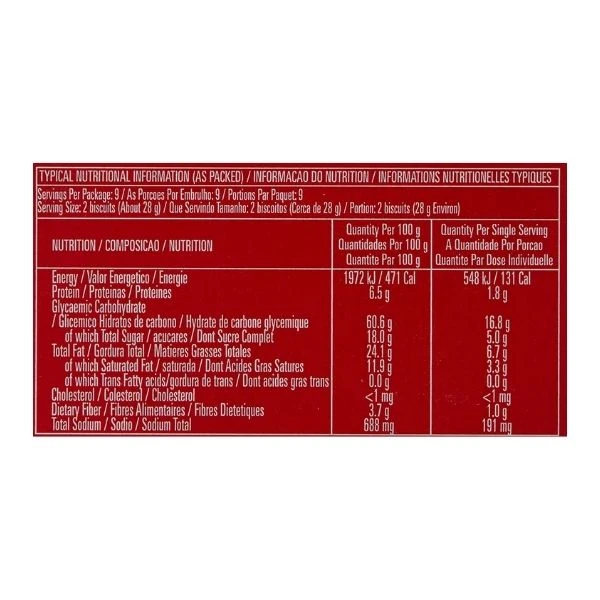 TYPICAL NUTRITIONAL INFORMATION (AS PACKED) / INFORMACAO DO NUTRITION / INFORMATIONS NUTRITIONELLES TYPIQUES
Servings Per Package: 9 / As Porcoes Por Embrulho: 9 / Portions Par Paquet: 9
Serving Size: 2 biscuits (About 28 g) / Que Servindo Tamanho: 2 biscoitos (Cerca de 28 g) / Portion: 2 biscuits (28 g Environ)
NUTRITION / COMPOSICAO / NUTRITION
Quantity Per 100 g
Quantidades Por 100 g
Quantite Par 100 g
Quantity Per Single Serving
A Quantidade Por Porcao
Quantite Par Dose Individuelle
Energy / Valor Energetico / Energie 1972 kJ / 471 Cal 548 kJ / 131 Cal
Protein / Proteinas / Proteines 6.5 g 1.8 g
Glycaemic Carbohydrate
/ Glicemico Hidratos de carbono / Hydrate de carbone glycemique 60.6 g 16.8 g
of which Total Sugar / acucares / Dont Sucre Complet 18.0 g 5.0 g
Total Fat / Gordura Total / Matieres Grasses Totales 24.1 g 6.7 g
of which Saturated Fat / saturada / Dont Acides Gras Satures 11.9 g 3.3 g
of which Trans Fatty acids/gordura de trans / Dont acides gras trans 0.0 g 0.0 g
Cholesterol / Colesterol / Cholesterol <1 mg <1 mg
Dietary Fiber / Fibres Alimentaires / Fibres Dietetiques 3.7 g 1.0 g
Total Sodium / Sodio / Sodium Total 688 mg 191 mg